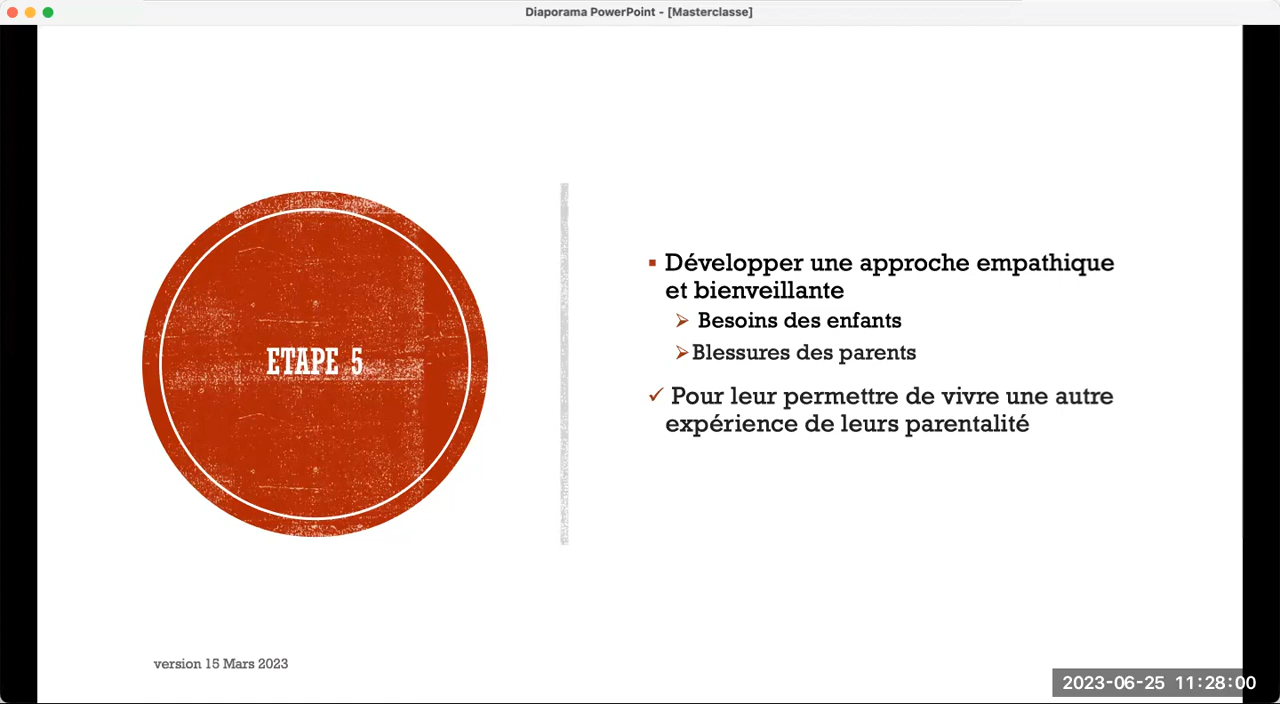 Diaporama PowerPoint - [Masterclasse]
ETAPE 5
▪ Développer une approche empathique
et bienveillante
➢ Besoins des enfants
➢Blessures des parents
✓ Pour leur permettre de vivre une autre
expérience de leurs parentalité
version 15 Mars 2023
2023-06-25 11:28:00